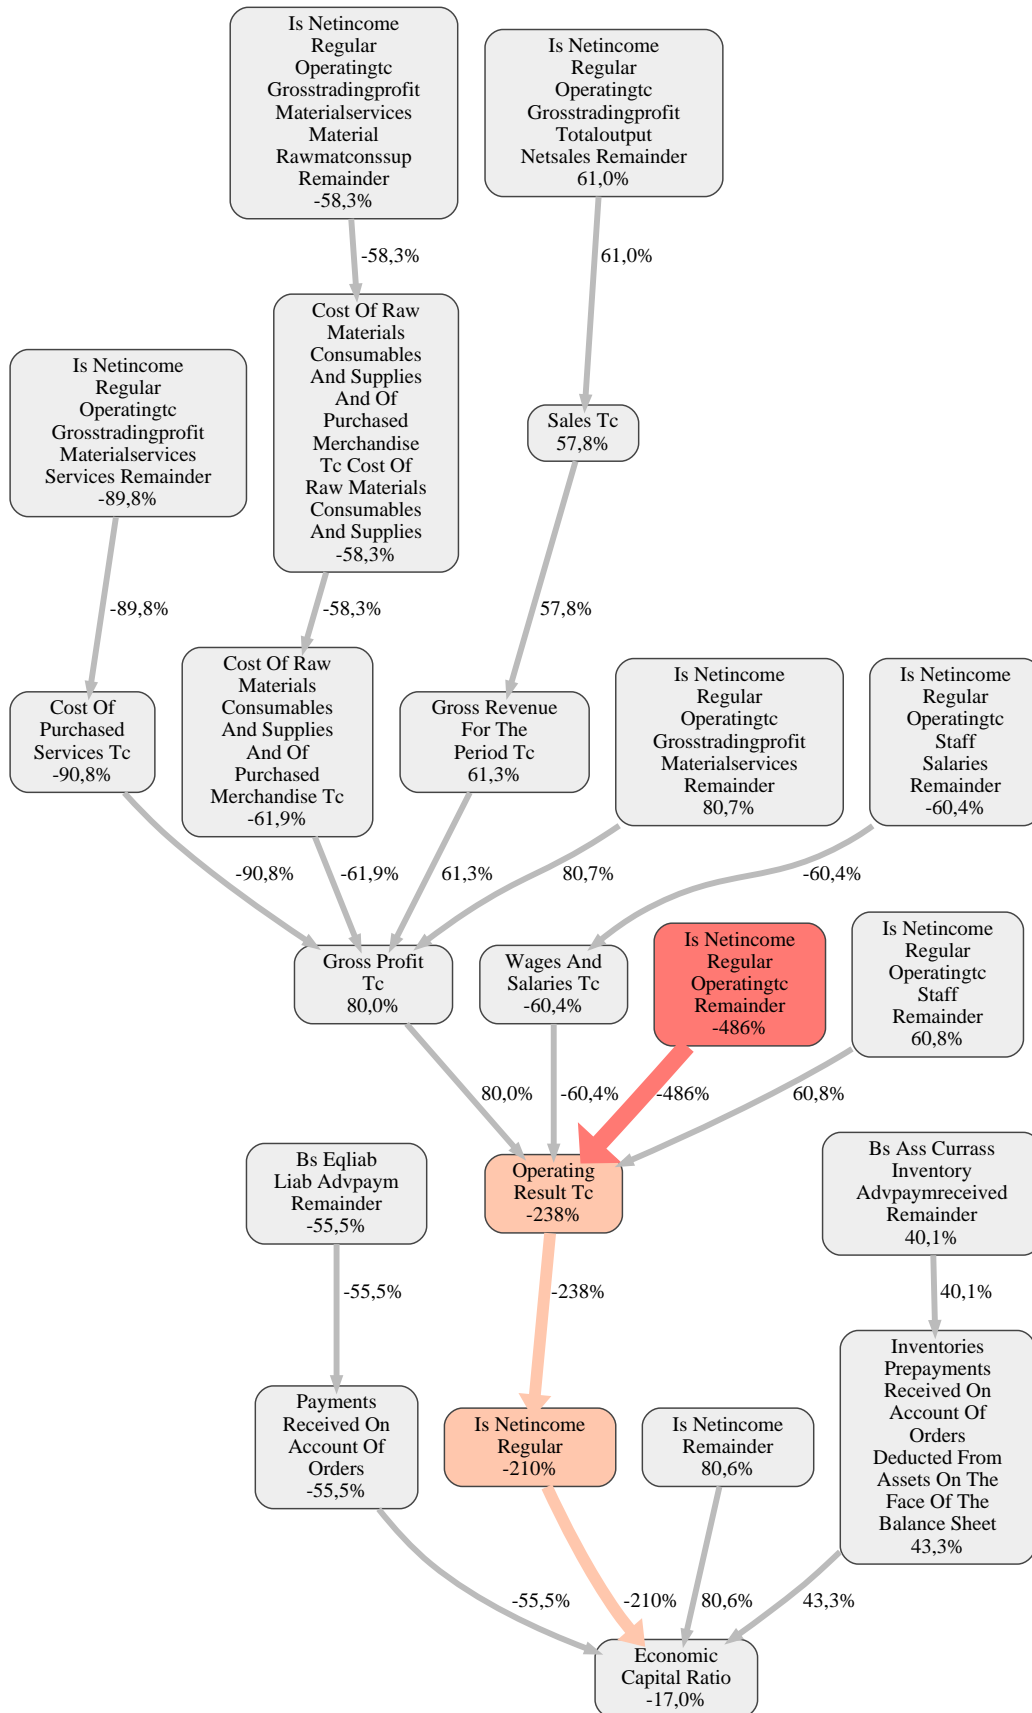 Is Netincome
Regular
Operatingtc
Grosstradingprofit
Materialservices
Material
Rawmatconssup
Remainder
-58,3%
Is Netincome
Regular
Operatingtc
Grosstradingprofit
Totaloutput
Netsales Remainder
61,0%
-58,3%
61,0%
Cost Of Raw
Materials
Consumables
And Supplies
And Of
Purchased
Merchandise
Tc Cost Of
Raw Materials
Consumables
And Supplies
-58,3%
Is Netincome
Regular
Operatingtc
Grosstradingprofit
Materialservices
Services Remainder
-89,8%
Sales Tc
57,8%
-89,8%
-58,3%
57,8%
Cost Of
Purchased
Services Tc
-90,8%
Cost Of Raw
Materials
Consumables
And Supplies
And Of
Purchased
Merchandise Tc
-61,9%
Gross Revenue
For The
Period Tc
61,3%
Is Netincome
Regular
Operatingtc
Grosstradingprofit
Materialservices
Remainder
80,7%
Is Netincome
Regular
Operatingtc
Staff
Salaries
Remainder
-60,4%
-90,8%
-61,9%
61,3%
80,7%
-60,4%
Gross Profit
Tc
80,0%
Wages And
Salaries Tc
-60,4%
Is Netincome
Regular
Operatingtc
Remainder
-486%
Is Netincome
Regular
Operatingtc
Staff
Remainder
60,8%
80,0%
-60,4%
-486%
60,8%
Bs Eqliab
Liab Advpaym
Remainder
-55,5%
Operating
Result Tc
-238%
Bs Ass Currass
Inventory
Advpaymreceived
Remainder
40,1%
-55,5%
-238%
40,1%
Payments
Received On
Account Of
Orders
-55,5%
Is Netincome
Regular
-210%
Is Netincome
Remainder
80,6%
Inventories
Prepayments
Received On
Account Of
Orders
Deducted From
Assets On The
Face Of The
Balance Sheet
43,3%
-55,5%
-210%
80,6%
43,3%
Economic
Capital Ratio
-17,0%